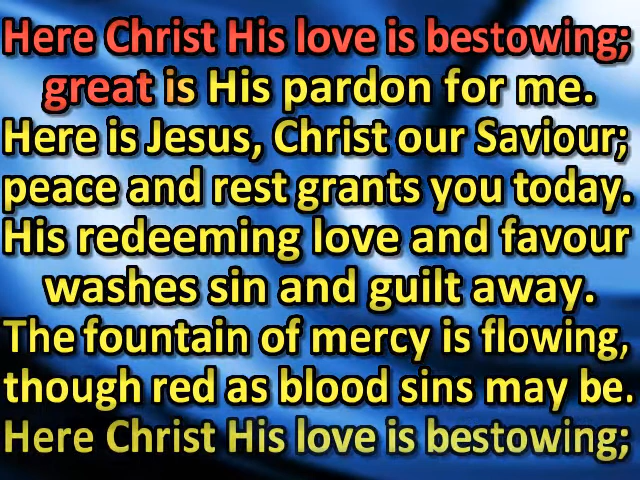 Here Christ His love is bestowing;
great is His pardon for me.
Here is Jesus, Christ our Saviour;
peace and rest grants you today.
His redeeming love and favour
washes sin and guilt away.
The fountain of mercy is flowing,
though red as blood sins may be.
Here Christ His love is bestowing;